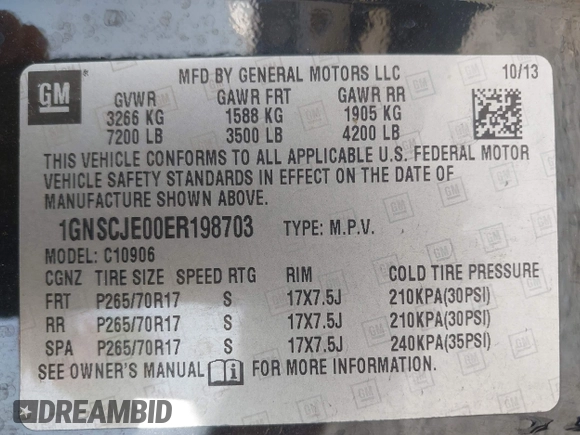 GM
MFD BY GENERAL MOTORS LLC 10/13
GVWR GAWR FRT GAWR RR
3266 KG 1588 KG 1905 KG
7200 LB 3500 LB 4200 LB
THIS VEHICLE CONFORMS TO ALL APPLICABLE U.S. FEDERAL MOTOR
VEHICLE SAFETY STANDARDS IN EFFECT ON THE DATE OF
MANUFACTURE SHOWN ABOVE.
1GNSCJE00ER198703 TYPE: M.P.V.
MODEL: C10906
CGNZ TIRE SIZE SPEED RTG RIM COLD TIRE PRESSURE
FRT P265/70R17 S 17X7.5J 210KPA(30PSI)
RR P265/70R17 S 17X7.5J 210KPA(30PSI)
SPA P265/70R17 S 17X7.5J 240KPA(35PSI)
SEE OWNER'S MANUAL FOR MORE INFORMATION.
DREAMBID